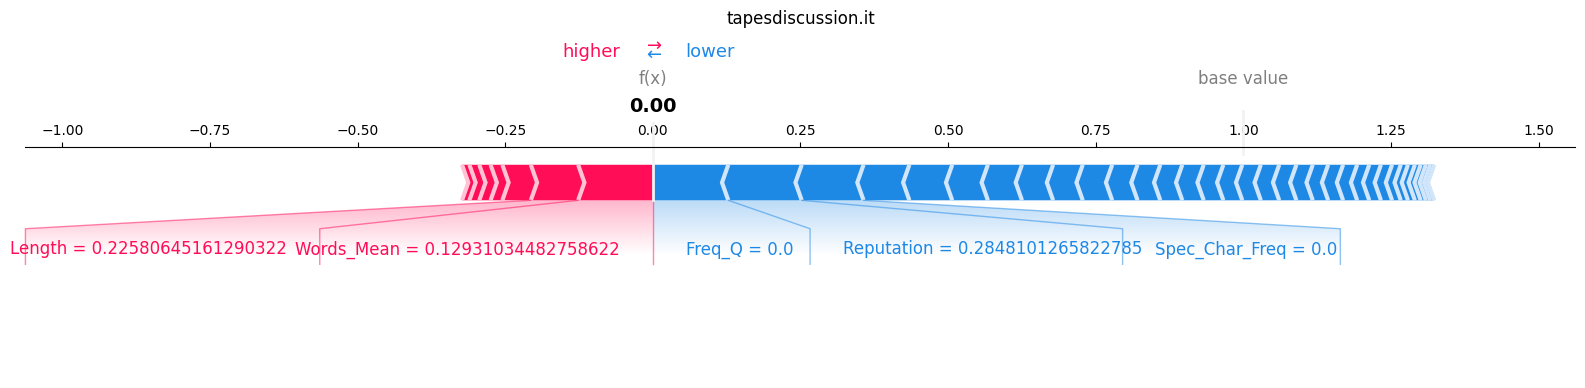 tapesdiscussion.it
higher ⇄ lower
f(x) base value
0.00
−1.00 −0.75 −0.50 −0.25 0.00 0.25 0.50 0.75 1.00 1.25 1.50
Length = 0.22580645161290322 Words_Mean = 0.12931034482758622 Freq_Q = 0.0 Reputation = 0.2848101265822785 Spec_Char_Freq = 0.0